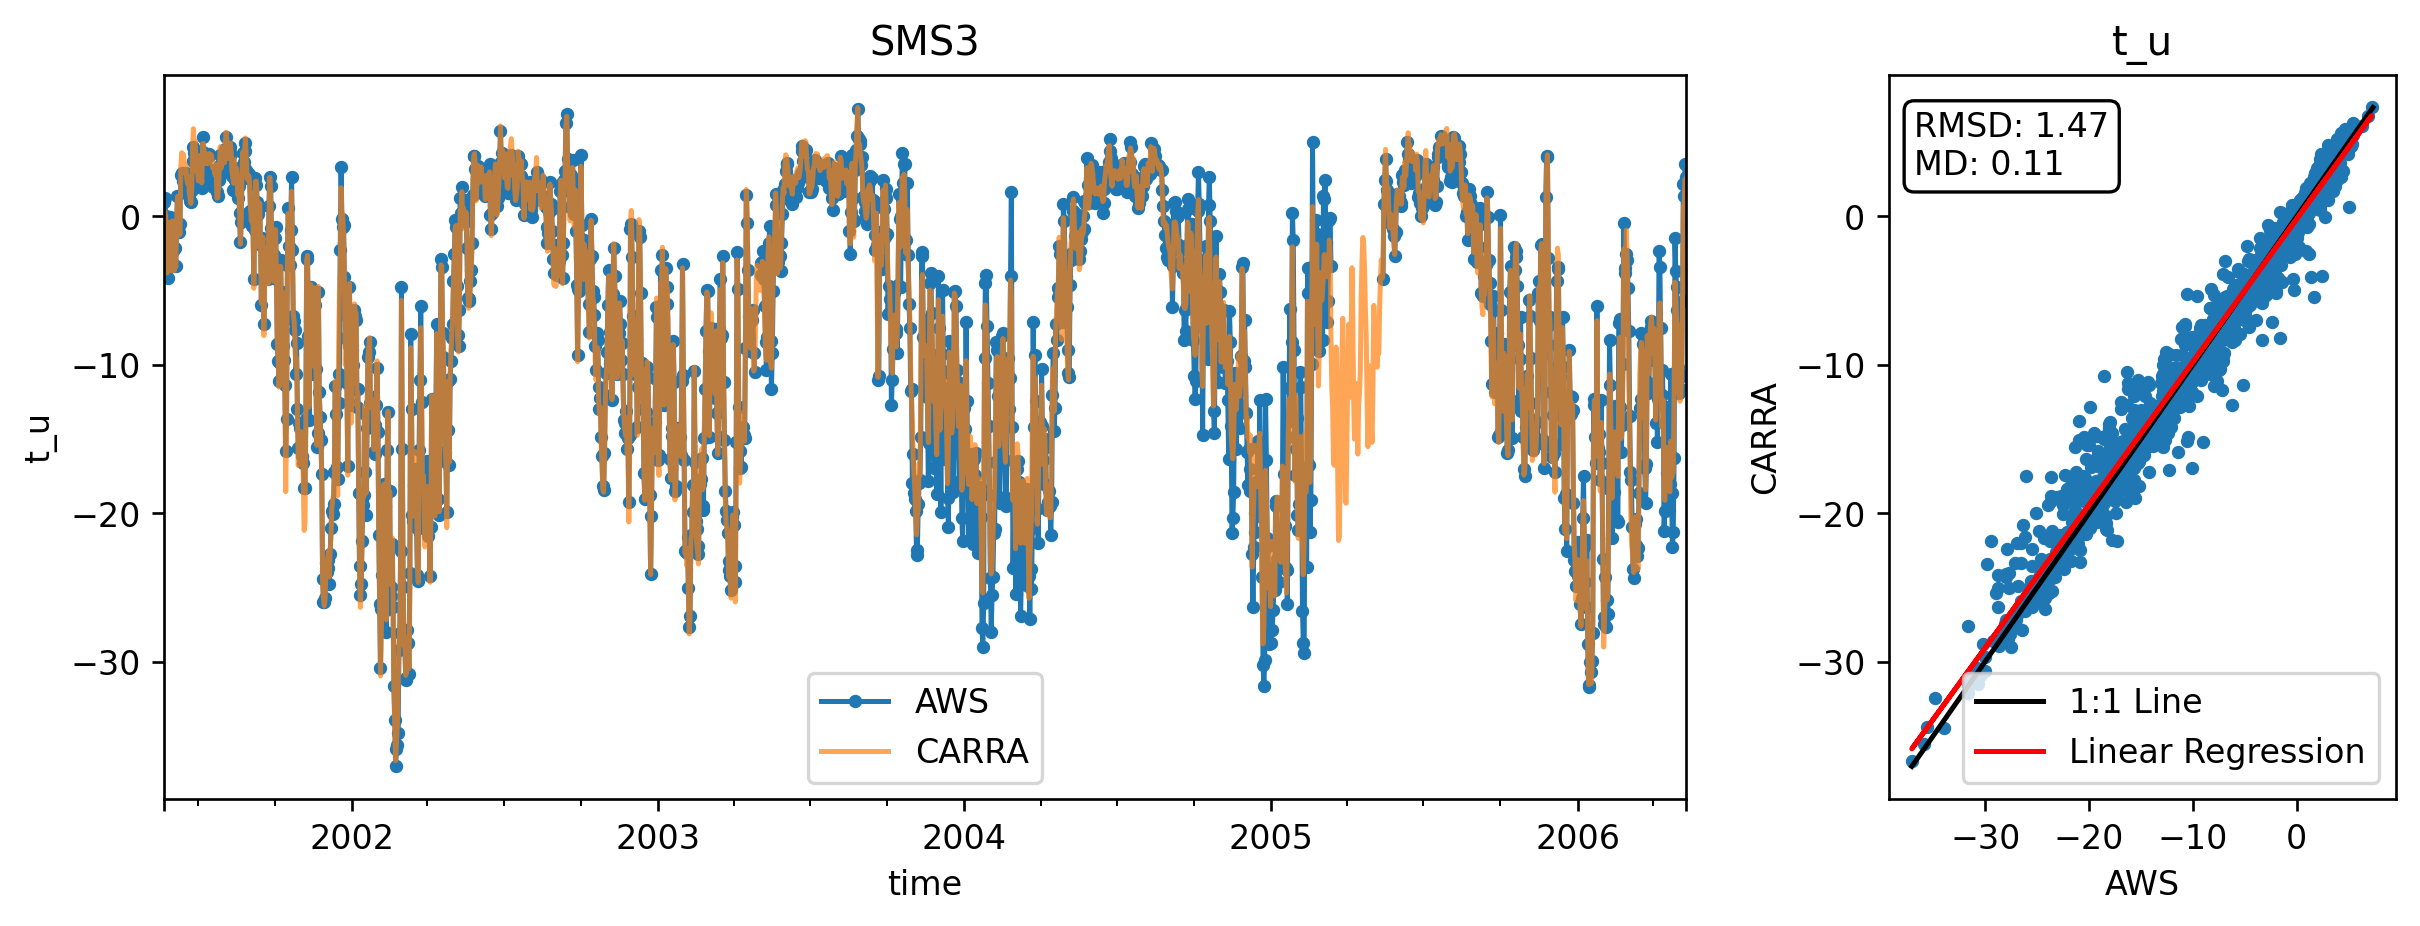 SMS3
t_u
0
−10
−20
−30
AWS
CARRA
2002
2003
2004
2005
2006
time
t_u
RMSD: 1.47
MD: 0.11
CARRA
0
−10
−20
−30
1:1 Line
Linear Regression
−30
−20
−10
0
AWS